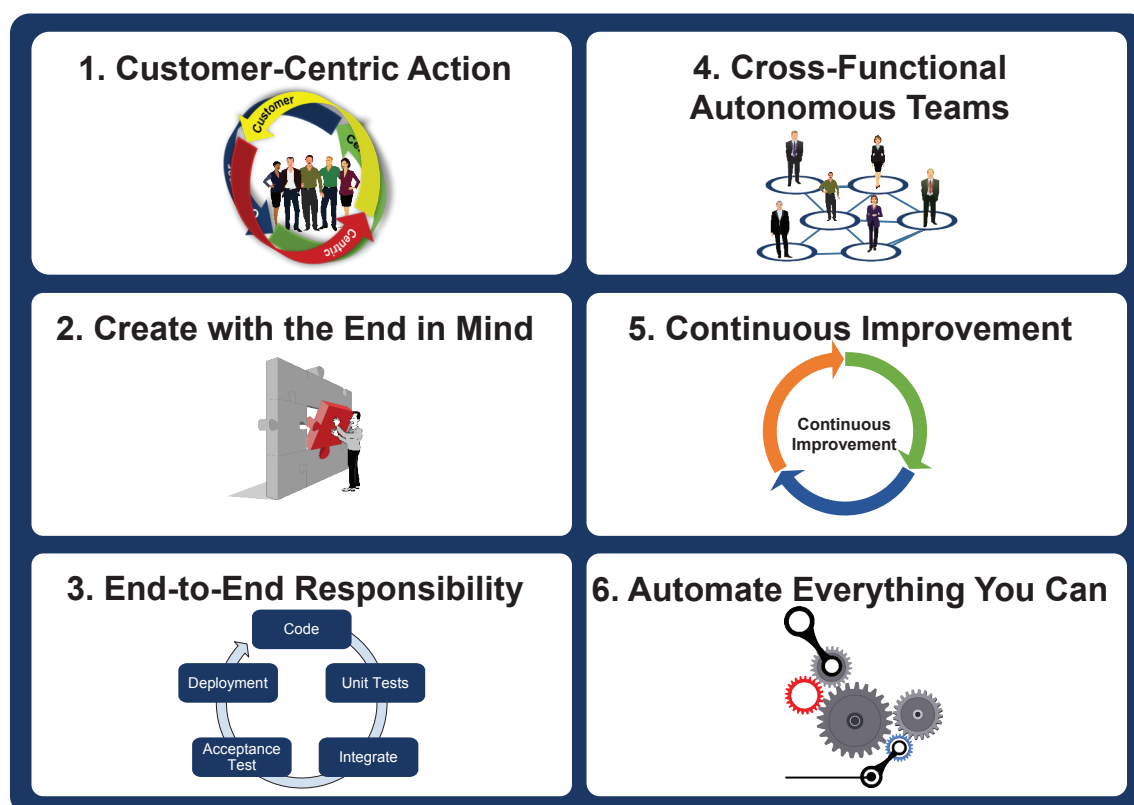 1. Customer-Centric Action
Customer
Ce
Centric
2. Create with the End in Mind
3. End-to-End Responsibility
Code
Unit Tests
Integrate
Acceptance
Test
Deployment
4. Cross-Functional
Autonomous Teams
5. Continuous Improvement
Continuous
Improvement
6. Automate Everything You Can